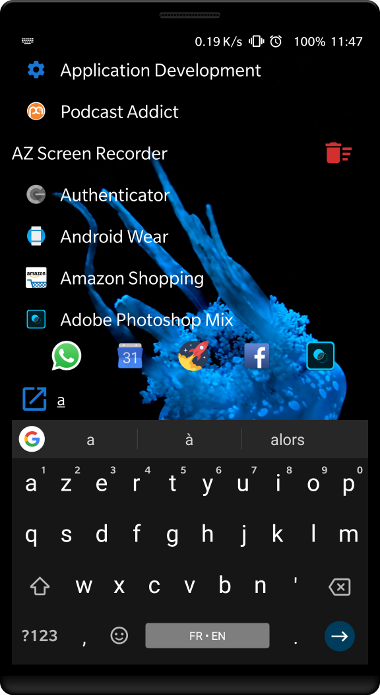 0.19 K/s 100% 11:47
Application Development
Podcast Addict
AZ Screen Recorder
Authenticator
Android Wear
amazon Amazon Shopping
Adobe Photoshop Mix
31
a
a à alors
1 2 3 4 5 6 7 8 9 0
a z e r t y u i o p
q s d f g h j k l m
w x c v b n '
?123 , FR • EN .